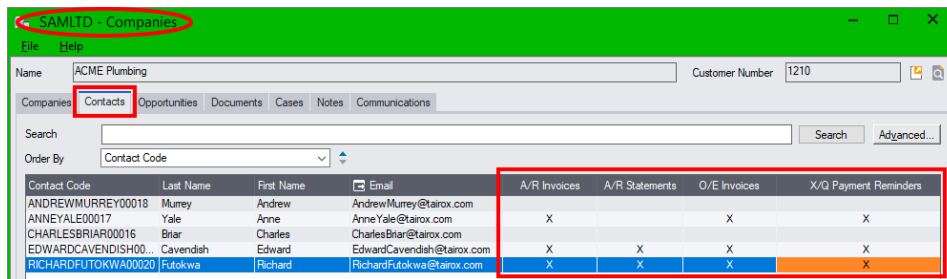 SAMLTD - Companies
File Help
Name ACME Plumbing Customer Number 1210
Companies Contacts Opportunities Documents Cases Notes Communications
Search Search Advanced...
Order By Contact Code
Contact Code Last Name First Name Email A/R Invoices A/R Statements O/E Invoices X/Q Payment Reminders
ANDREWMURREY00018 Murrey Andrew AndrewMurrey@tairox.com
ANNEYALE00017 Yale Anne AnneYale@tairox.com X X X
CHARLESBRIAR00016 Briar Charles CharlesBriar@tairox.com
EDWARDCAVENDISH00... Cavendish Edward EdwardCavendish@tairox.com X X X X
RICHARDFUTOKWA00020 Futokwa Richard RichardFutokwa@tairox.com X X X X